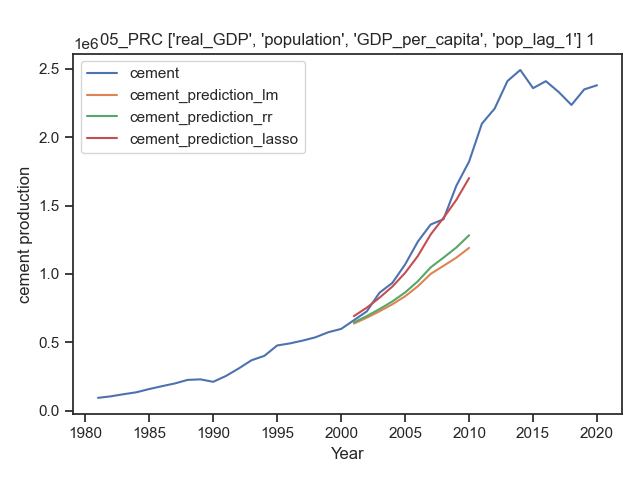 1e6
05_PRC ['real_GDP', 'population', 'GDP_per_capita', 'pop_lag_1'] 1
cement
cement_prediction_lm
cement_prediction_rr
cement_prediction_lasso
cement production
2.5
2.0
1.5
1.0
0.5
0.0
1980 1985 1990 1995 2000 2005 2010 2015 2020
Year